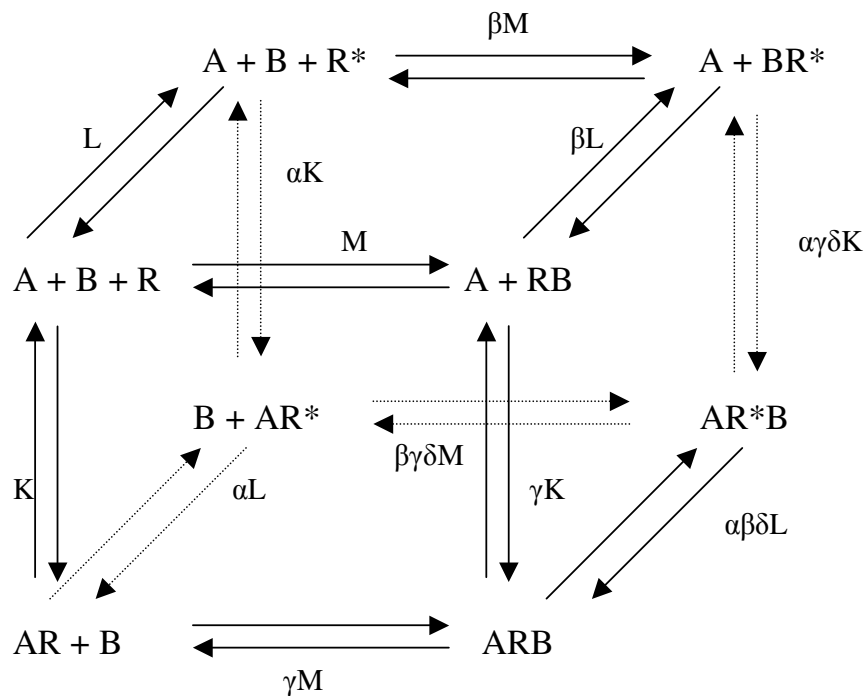 βM
A + B + R*
A + BR*
L
βL
αK
M
αγδK
A + B + R
A + RB
B + AR*
AR*B
βγδM
K
αL
γK
αβδL
AR + B
ARB
γM